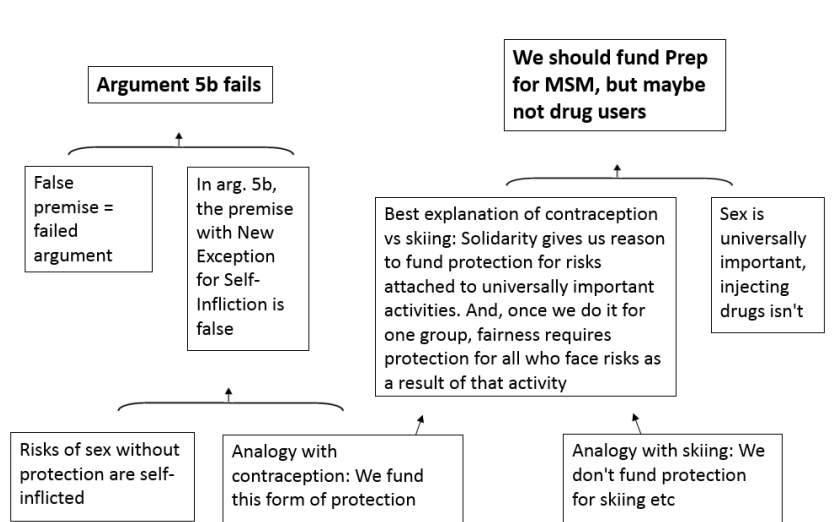 Argument 5b fails
We should fund Prep
for MSM, but maybe
not drug users
False
premise =
failed
argument
In arg. 5b,
the premise
with New
Exception
for Self-
Infliction is
false
Best explanation of contraception
vs skiing: Solidarity gives us reason
to fund protection for risks
attached to universally important
activities. And, once we do it for
one group, fairness requires
protection for all who face risks as
a result of that activity
Sex is
universally
important,
injecting
drugs isn't
Risks of sex without
protection are self-
inflicted
Analogy with
contraception: We fund
this form of protection
Analogy with skiing: We
don't fund protection
for skiing etc